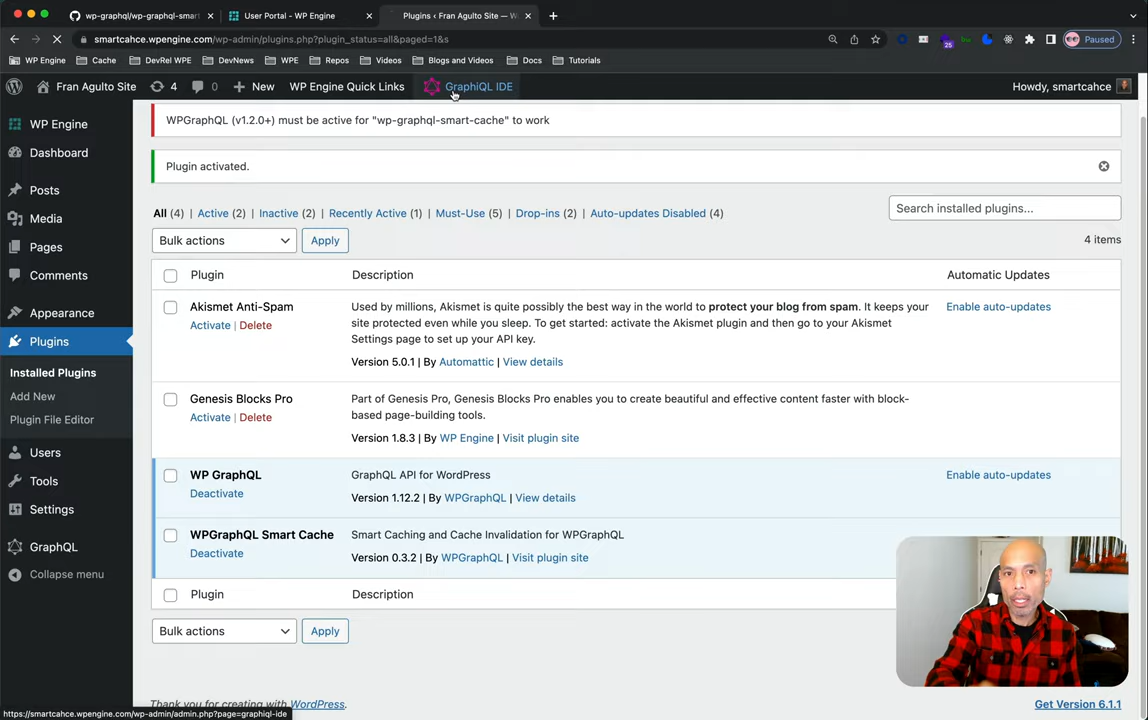 wp-graphql/wp-graphql-smart
User Portal - WP Engine
Plugins ‹ Fran Agulto Site — W
smartcahce.wpengine.com/wp-admin/plugins.php?plugin_status=all&paged=1&s
25
Paused
WP Engine
Cache
DevRel WPE
DevNews
WPE
Repos
Videos
Blogs and Videos
Docs
Tutorials
Fran Agulto Site
4
0
New
WP Engine Quick Links
GraphiQL IDE
Howdy, smartcahce
WP Engine
Dashboard
Posts
Media
Pages
Comments
Appearance
Plugins
Installed Plugins
Add New
Plugin File Editor
Users
Tools
Settings
GraphQL
Collapse menu
WPGraphQL (v1.2.0+) must be active for "wp-graphql-smart-cache" to work
Plugin activated.
All (4) | Active (2) | Inactive (2) | Recently Active (1) | Must-Use (5) | Drop-ins (2) | Auto-updates Disabled (4)
Search installed plugins...
Bulk actions
Apply
4 items
Plugin
Description
Automatic Updates
Akismet Anti-Spam
Activate | Delete
Used by millions, Akismet is quite possibly the best way in the world to protect your blog from spam. It keeps your
site protected even while you sleep. To get started: activate the Akismet plugin and then go to your Akismet
Settings page to set up your API key.
Version 5.0.1 | By Automattic | View details
Enable auto-updates
Genesis Blocks Pro
Activate | Delete
Part of Genesis Pro, Genesis Blocks Pro enables you to create beautiful and effective content faster with block-
based page-building tools.
Version 1.8.3 | By WP Engine | Visit plugin site
WP GraphQL
Deactivate
GraphQL API for WordPress
Version 1.12.2 | By WPGraphQL | View details
Enable auto-updates
WPGraphQL Smart Cache
Deactivate
Smart Caching and Cache Invalidation for WPGraphQL
Version 0.3.2 | By WPGraphQL | Visit plugin site
Plugin
Description
Bulk actions
Apply
Thank you for creating with WordPress.
Get Version 6.1.1
https://smartcahce.wpengine.com/wp-admin/admin.php?page=graphiql-ide